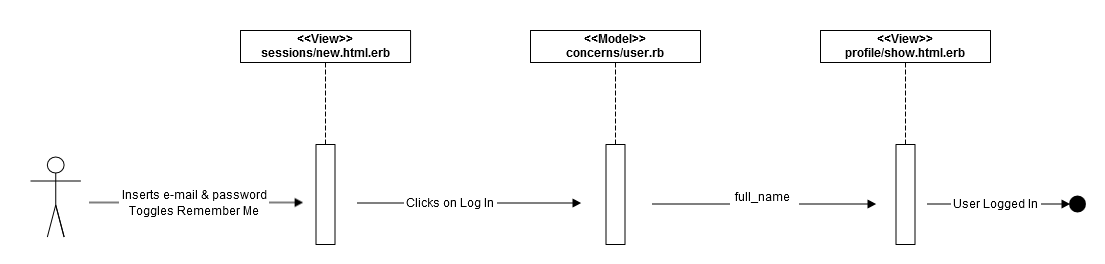 <<View>>
sessions/new.html.erb
<<Model>>
concerns/user.rb
<<View>>
profile/show.html.erb
Inserts e-mail & password
Toggles Remember Me
Clicks on Log In
full_name
User Logged In